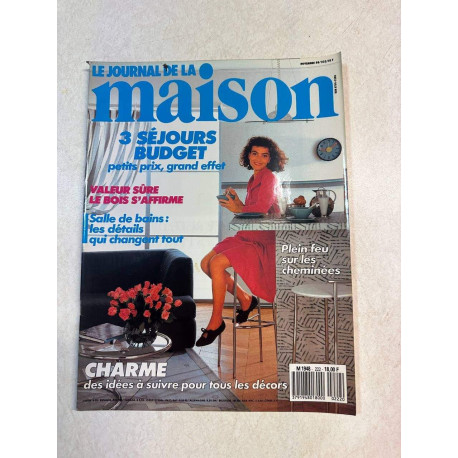 LE JOURNAL DE LA
maison
3 SÉJOURS
BUDGET
petits prix, grand effet
VALEUR SÛRE
LE BOIS S'AFFIRME
Salle de bains :
les détails
qui changent tout
Plein feu
sur les
cheminées
CHARME
des idées à suivre pour tous les décors
M 1948 - 222 - 18,00 F